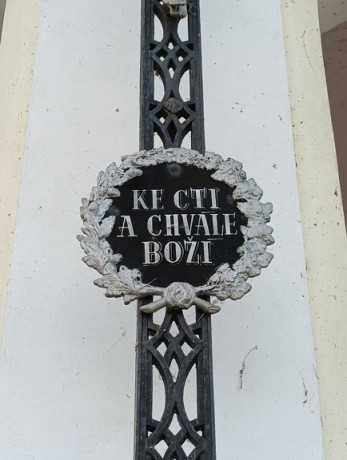 KE CTI
A CHVÁLE
BOŽÍ